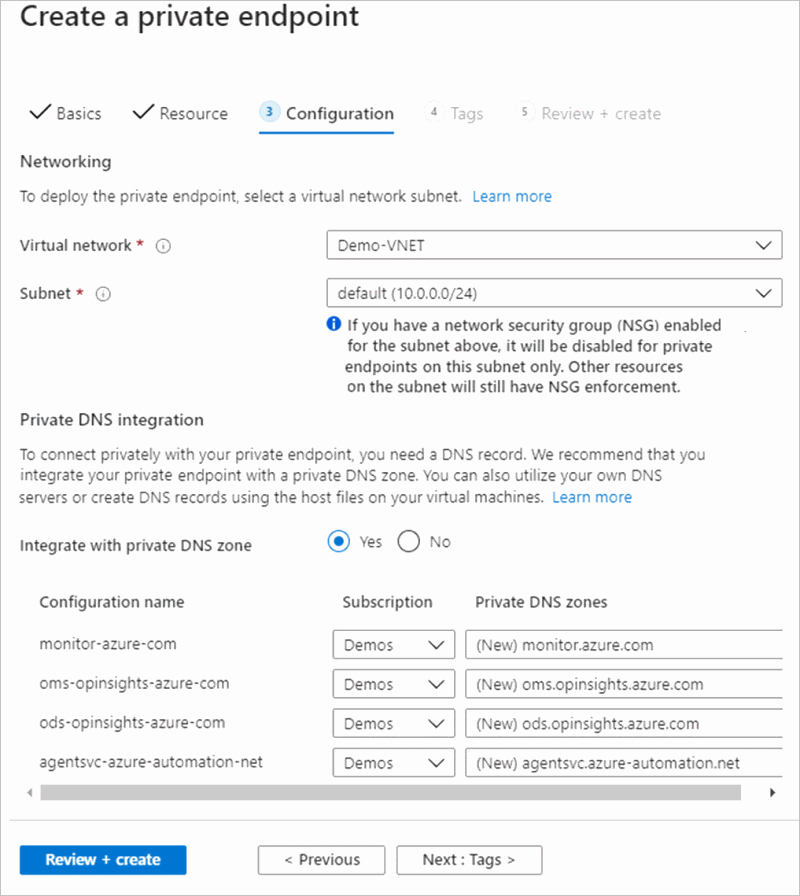 Create a private endpoint
Basics Resource 3 Configuration 4 Tags 5 Review + create
Networking
To deploy the private endpoint, select a virtual network subnet. Learn more
Virtual network * Demo-VNET
Subnet * default (10.0.0.0/24)
If you have a network security group (NSG) enabled
for the subnet above, it will be disabled for private
endpoints on this subnet only. Other resources
on the subnet will still have NSG enforcement.
Private DNS integration
To connect privately with your private endpoint, you need a DNS record. We recommend that you
integrate your private endpoint with a private DNS zone. You can also utilize your own DNS
servers or create DNS records using the host files on your virtual machines. Learn more
Integrate with private DNS zone Yes No
Configuration name Subscription Private DNS zones
monitor-azure-com Demos (New) monitor.azure.com
oms-opinsights-azure-com Demos (New) oms.opinsights.azure.com
ods-opinsights-azure-com Demos (New) ods.opinsights.azure.com
agentsvc-azure-automation-net Demos (New) agentsvc.azure-automation.net
Review + create < Previous Next : Tags >